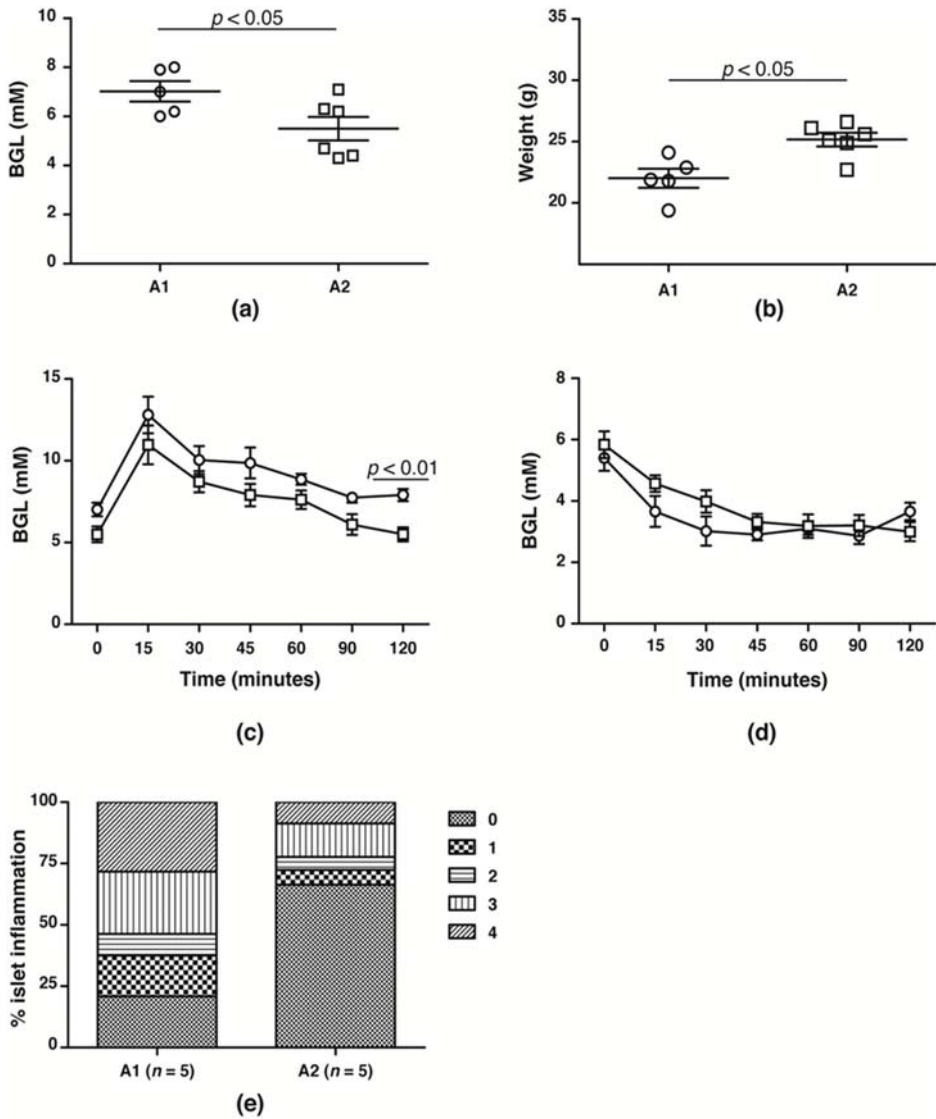 10
8
6
4
2
0
BGL (mM)
p < 0.05
A1
A2
(a)
35
30
25
20
Weight (g)
p < 0.05
A1
A2
(b)
15
10
5
0
BGL (mM)
p < 0.01
0 15 30 45 60 90 120
Time (minutes)
(c)
8
6
4
2
0
BGL (mM)
0 15 30 45 60 90 120
Time (minutes)
(d)
100
75
50
25
0
% islet inflammation
A1 (n = 5)
A2 (n = 5)
0
1
2
3
4
(e)